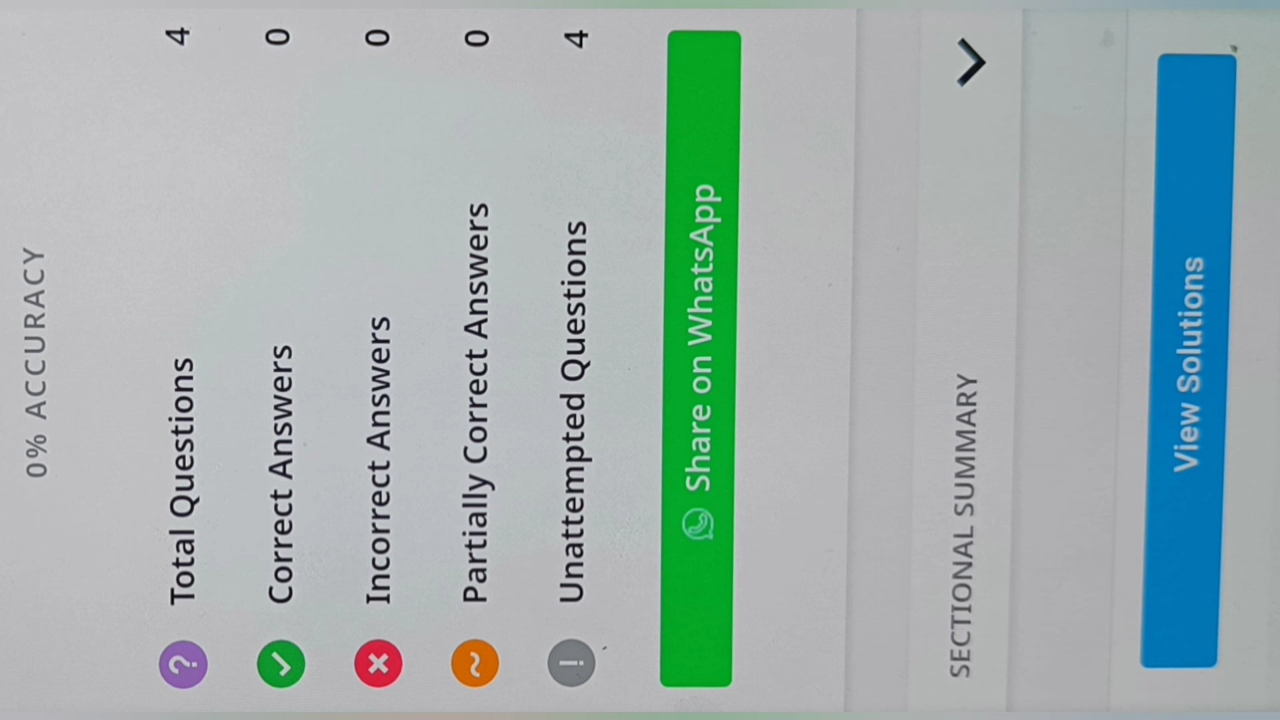 0% ACCURACY
Total Questions 4
Correct Answers 0
Incorrect Answers 0
Partially Correct Answers 0
Unattempted Questions 4
Share on WhatsApp
SECTIONAL SUMMARY
View Solutions